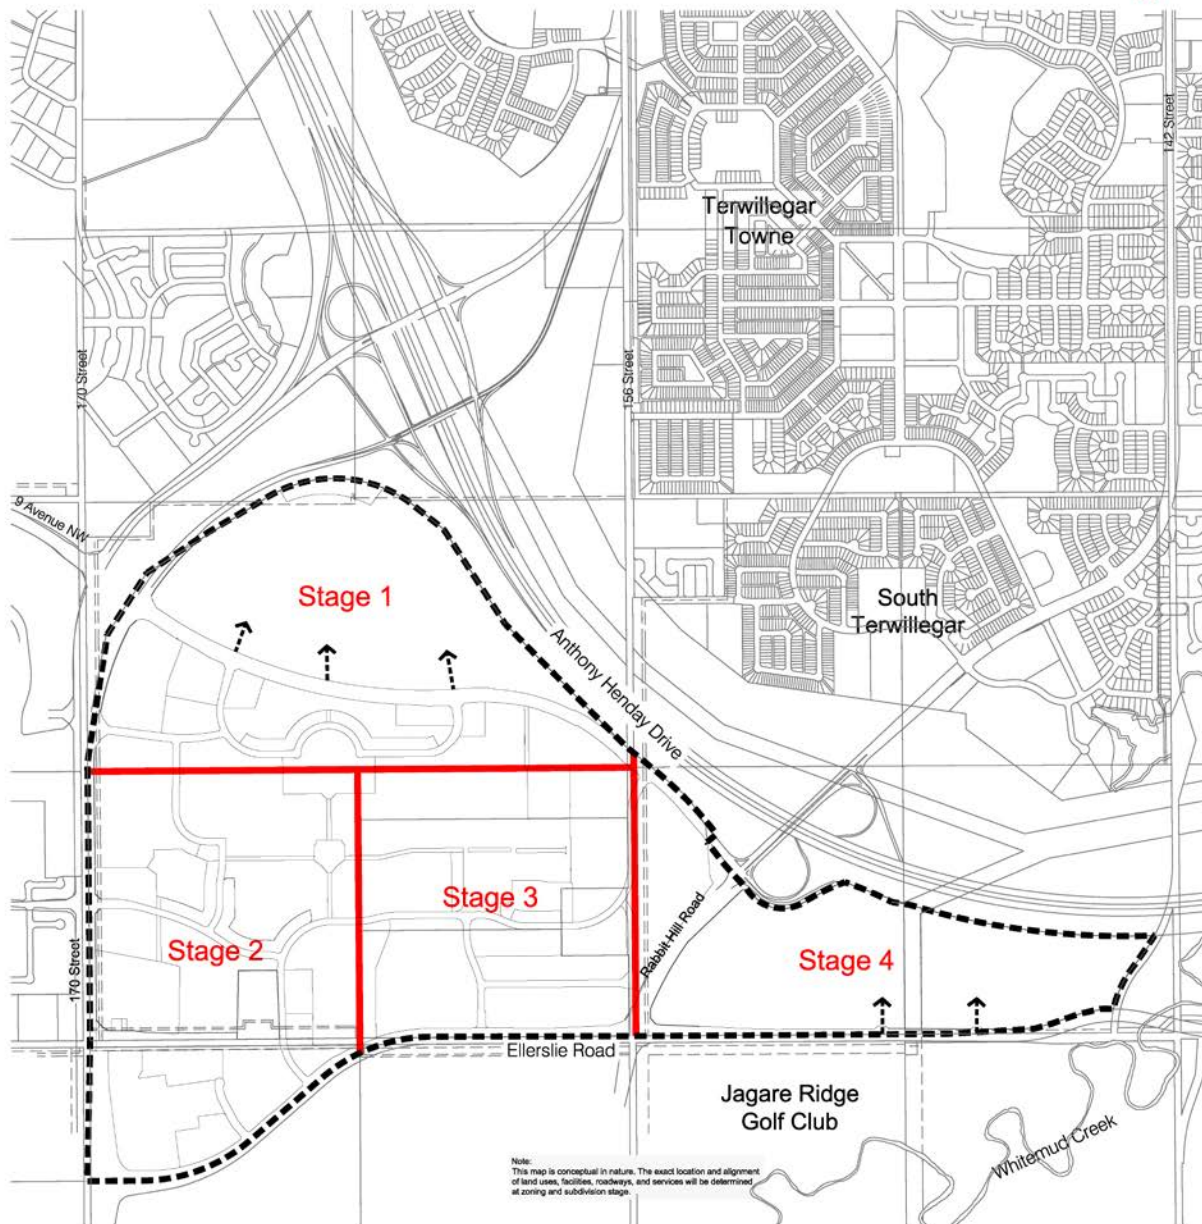 142 Street
Terwillegar
Towne
170 Street
156 Street
9 Avenue NW
Stage 1
South
Terwillegar
Anthony Henday Drive
Stage 3
Rabbit Hill Road
Stage 2
Stage 4
170 Street
Ellerslie Road
Jagare Ridge
Golf Club
Whitemud Creek
Note:
This map is conceptual in nature. The exact location and alignment
of land uses, facilities, roadways, and services will be determined
at zoning and subdivision stage.